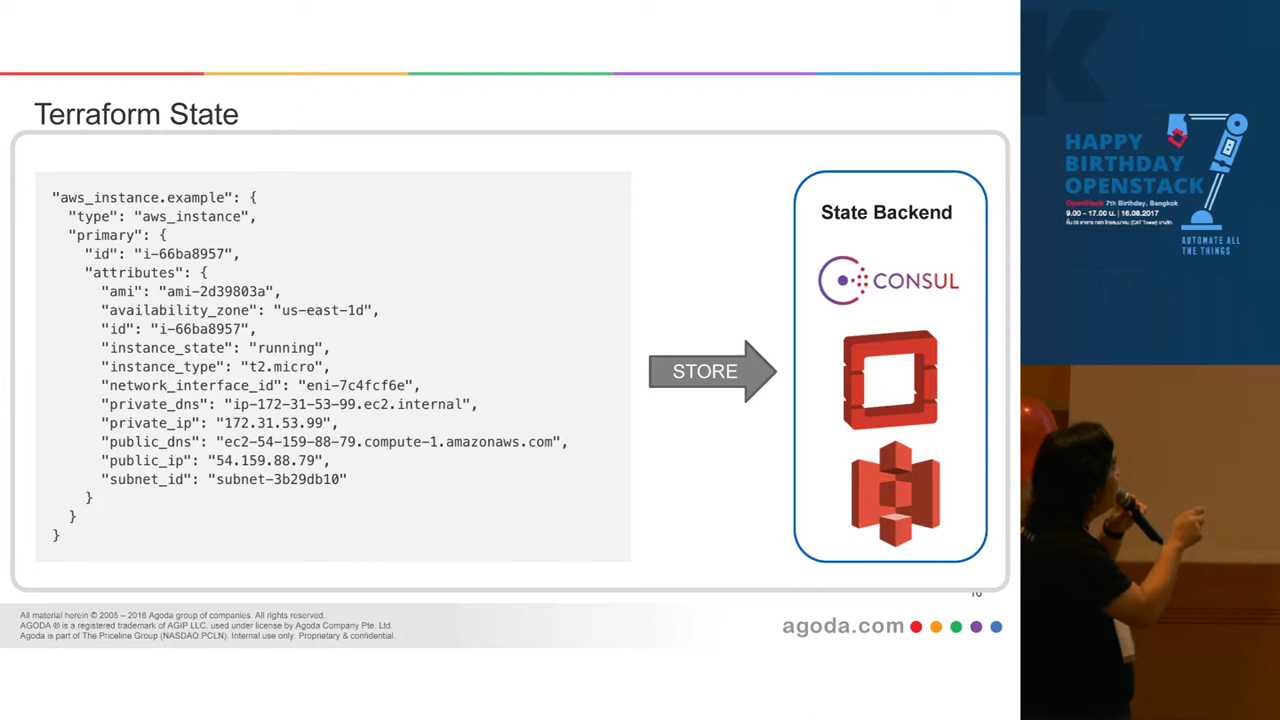 Terraform State
"aws_instance.example": {
"type": "aws_instance",
"primary": {
"id": "i-66ba8957",
"attributes": {
"ami": "ami-2d39803a",
"availability_zone": "us-east-1d",
"id": "i-66ba8957",
"instance_state": "running",
"instance_type": "t2.micro",
"network_interface_id": "eni-7c4fcf6e",
"private_dns": "ip-172-31-53-99.ec2.internal",
"private_ip": "172.31.53.99",
"public_dns": "ec2-54-159-88-79.compute-1.amazonaws.com",
"public_ip": "54.159.88.79",
"subnet_id": "subnet-3b29db10"
}
}
}
STORE
State Backend
CONSUL
All material herein © 2005 – 2016 Agoda group of companies. All rights reserved.
AGODA ® is a registered trademark of AGIP LLC, used under license by Agoda Company Pte. Ltd.
Agoda is part of The Priceline Group (NASDAQ:PCLN). Internal use only. Proprietary & confidential.
agoda.com
HAPPY
BIRTHDAY
OPENSTACK
OpenStack 7th Birthday, Bangkok
9.00 - 17.00 น. | 16.08.2017
(CAT Tower)
AUTOMATE ALL
THE THINGS